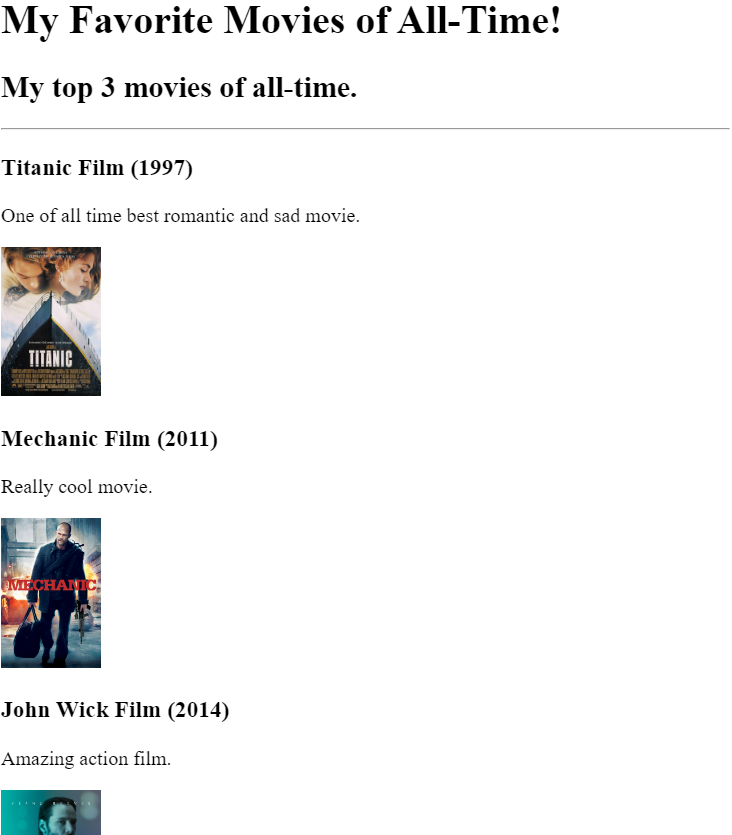 My Favorite Movies of All-Time!
My top 3 movies of all-time.
Titanic Film (1997)
One of all time best romantic and sad movie.
TITANIC
Mechanic Film (2011)
Really cool movie.
MECHANIC
John Wick Film (2014)
Amazing action film.